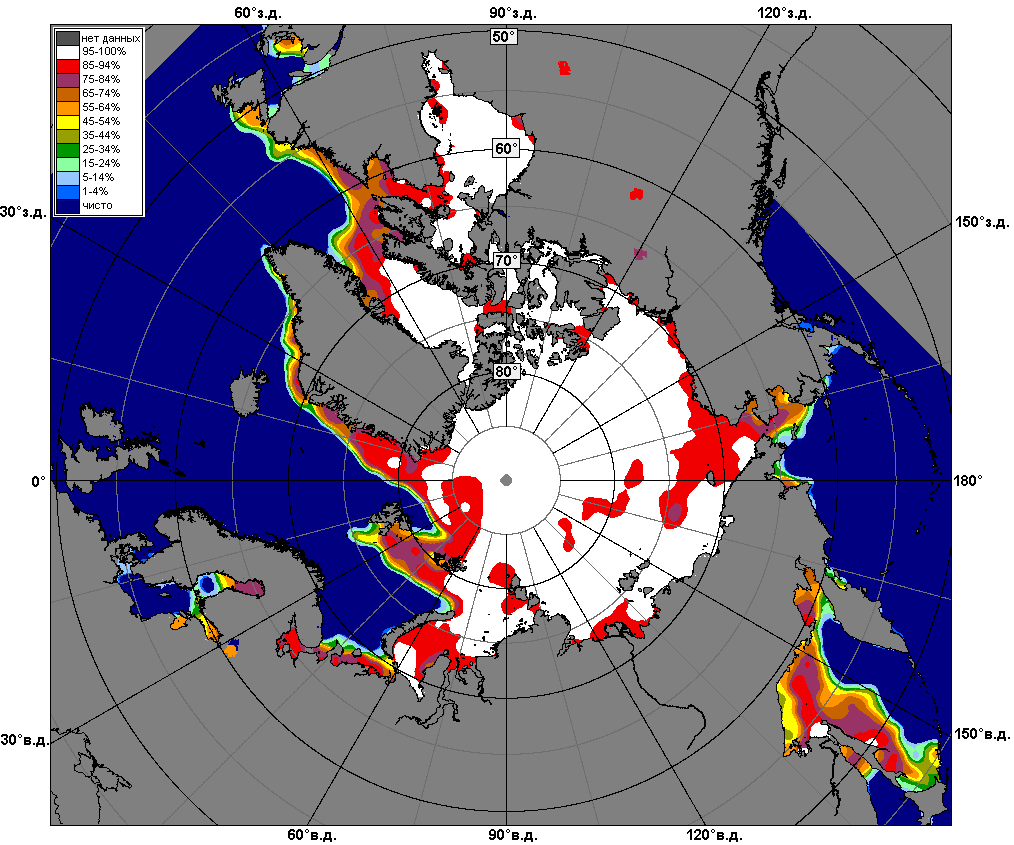 60°з.д.
90°з.д.
120°з.д.
нет данных
95-100%
85-94%
75-84%
65-74%
55-64%
45-54%
35-44%
25-34%
15-24%
5-14%
1-4%
чисто
50°
60°
30°з.д.
150°з.д.
70°
80°
0°
180°
30°в.д.
150°в.д.
60°в.д.
90°в.д.
120°в.д.